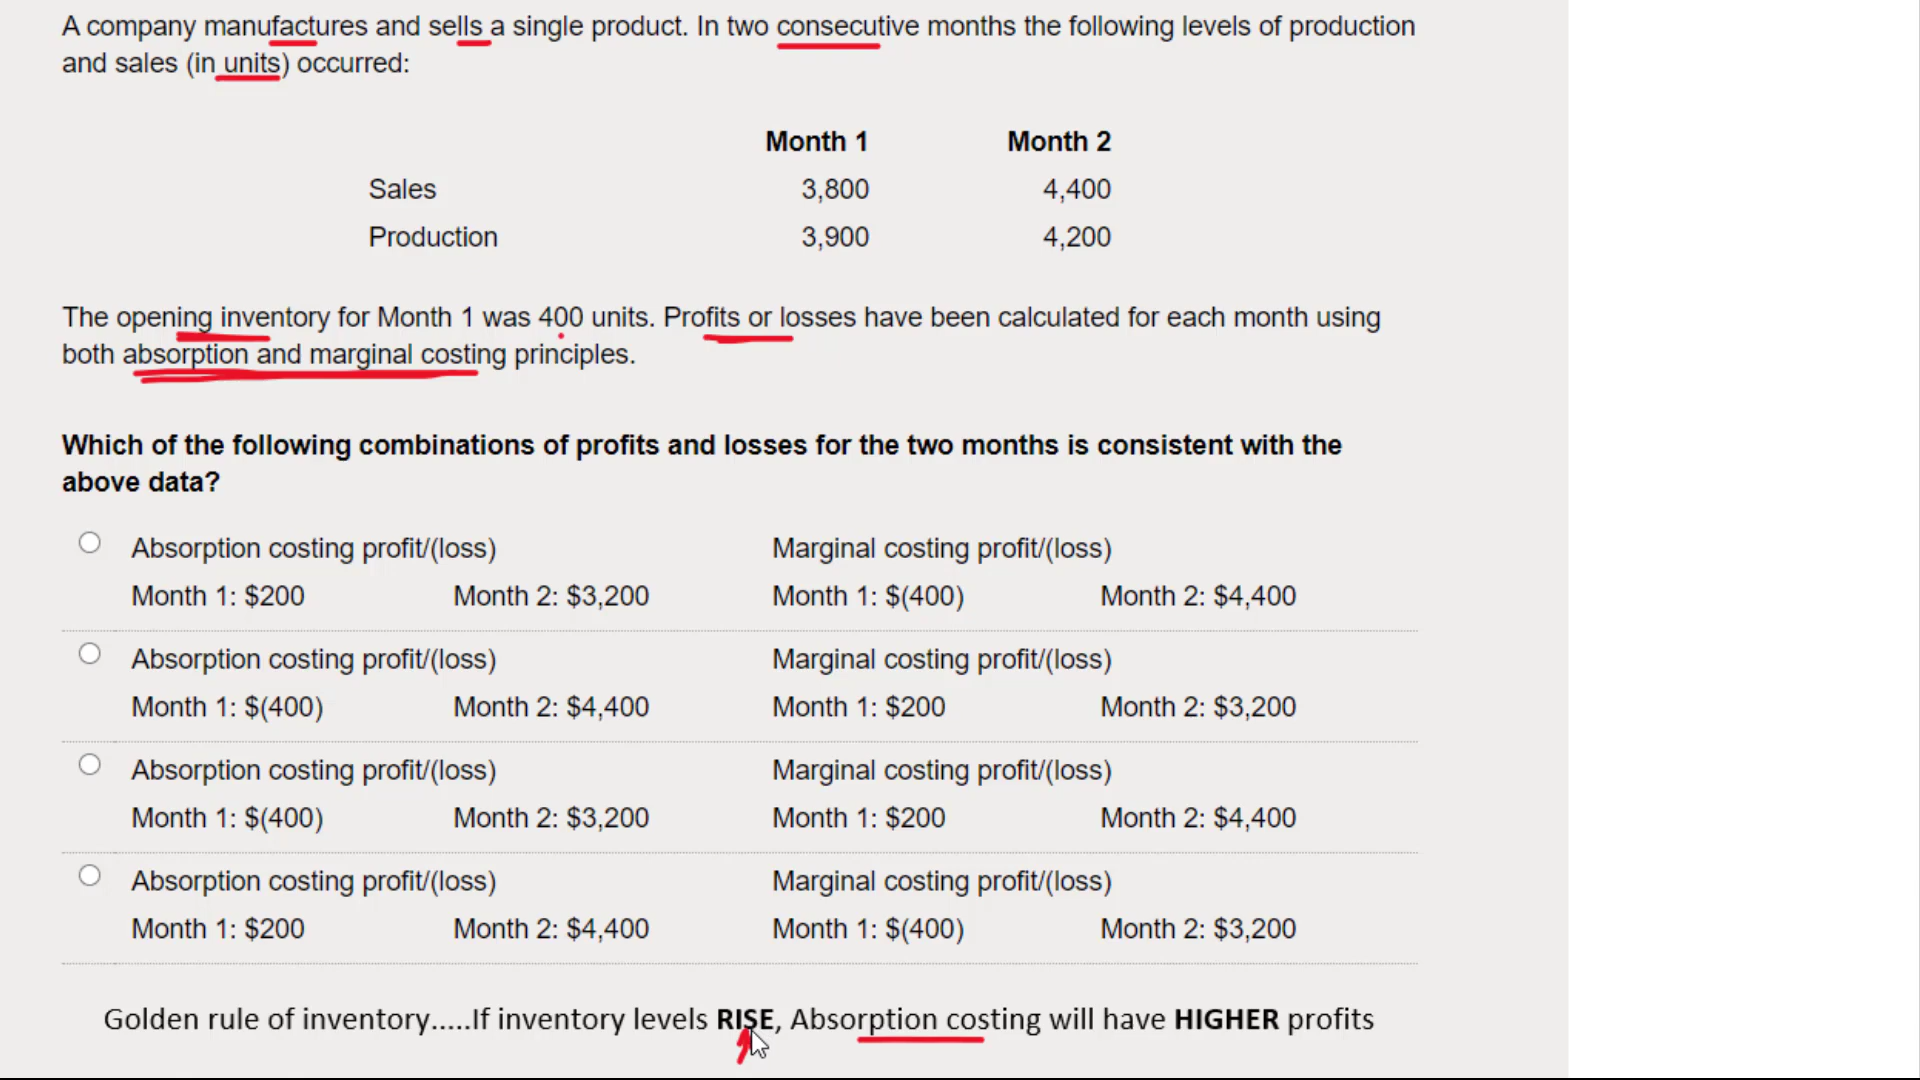 A company manufactures and sells a single product. In two consecutive months the following levels of production
and sales (in units) occurred:
Month 1 Month 2
Sales 3,800 4,400
Production 3,900 4,200
The opening inventory for Month 1 was 400 units. Profits or losses have been calculated for each month using
both absorption and marginal costing principles.
Which of the following combinations of profits and losses for the two months is consistent with the
above data?
Absorption costing profit/(loss) Marginal costing profit/(loss)
Month 1: $200 Month 2: $3,200 Month 1: $(400) Month 2: $4,400
Absorption costing profit/(loss) Marginal costing profit/(loss)
Month 1: $(400) Month 2: $4,400 Month 1: $200 Month 2: $3,200
Absorption costing profit/(loss) Marginal costing profit/(loss)
Month 1: $(400) Month 2: $3,200 Month 1: $200 Month 2: $4,400
Absorption costing profit/(loss) Marginal costing profit/(loss)
Month 1: $200 Month 2: $4,400 Month 1: $(400) Month 2: $3,200
Golden rule of inventory.....If inventory levels RISE, Absorption costing will have HIGHER profits